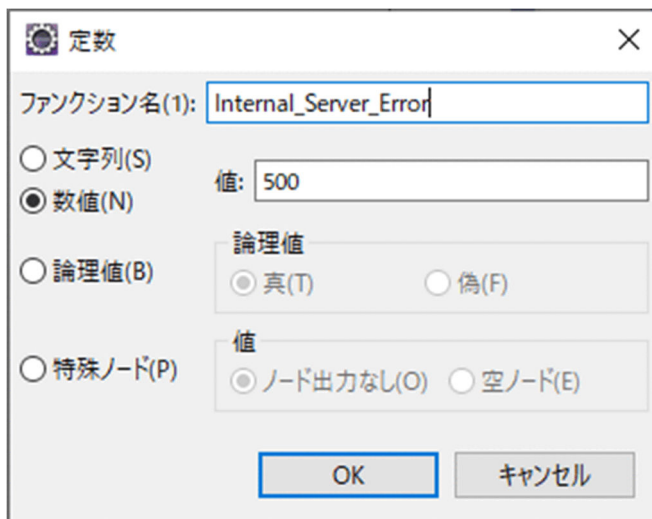 定数
ファンクション名(1): Internal_Server_Error
文字列(S)
数値(N)
値: 500
論理値(B)
論理値
真(T) 偽(F)
特殊ノード(P)
値
ノード出力なし(O) 空ノード(E)
OK キャンセル